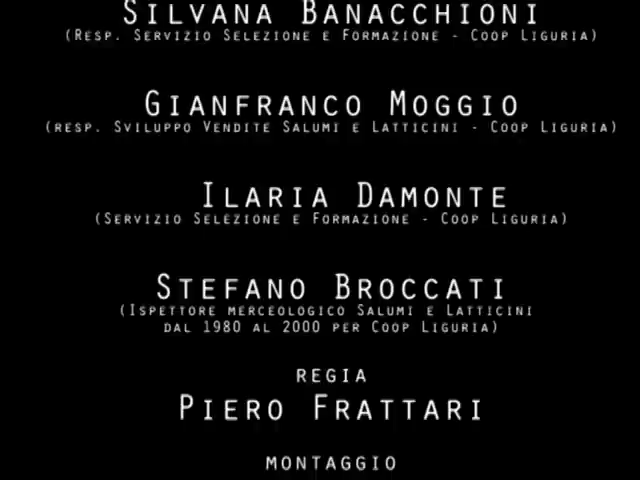 Silvana Banacchioni
(Resp. Servizio Selezione e Formazione - Coop Liguria)
Gianfranco Moggio
(resp. Sviluppo Vendite Salumi e Latticini - Coop Liguria)
Ilaria Damonte
(Servizio Selezione e Formazione - Coop Liguria)
Stefano Broccati
(Ispettore merceologico Salumi e Latticini
dal 1980 al 2000 per Coop Liguria)
REGIA
Piero Frattari
MONTAGGIO